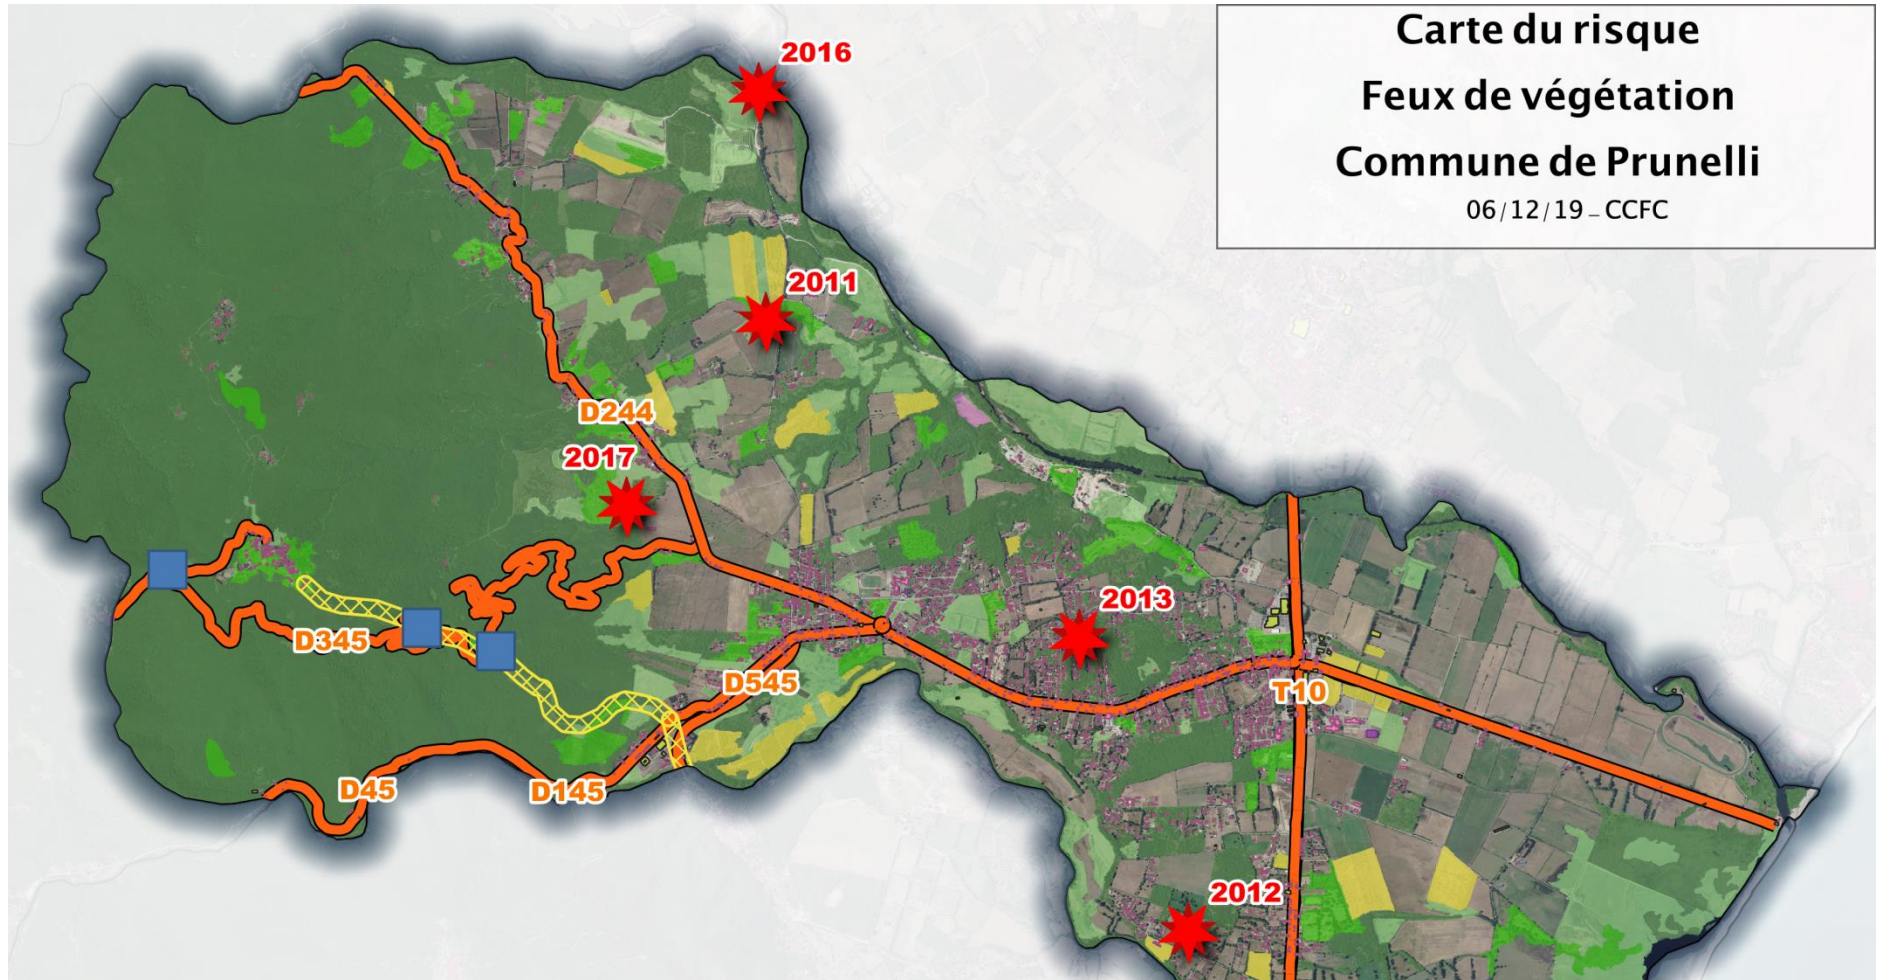 Carte du risque
Feux de végétation
Commune de Prunelli
06/12/19 – CCFC
2016
2011
D244
2017
2013
D345
D545
T10
D45
D145
2012